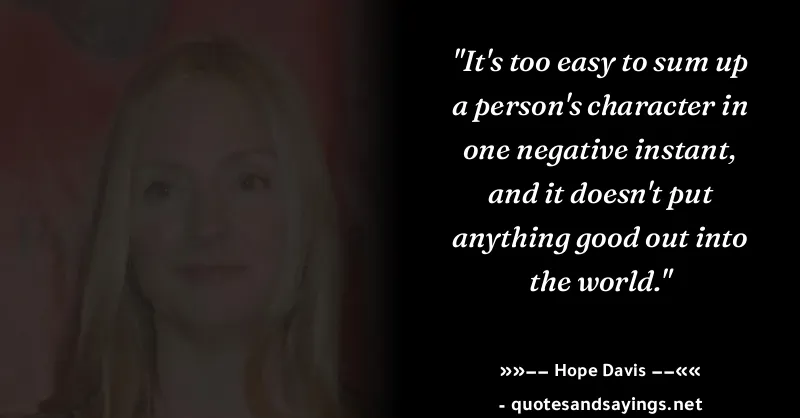 "It's too easy to sum up
a person's character in
one negative instant,
and it doesn't put
anything good out into
the world."
»»−− Hope Davis −−««
- quotesandsayings.net